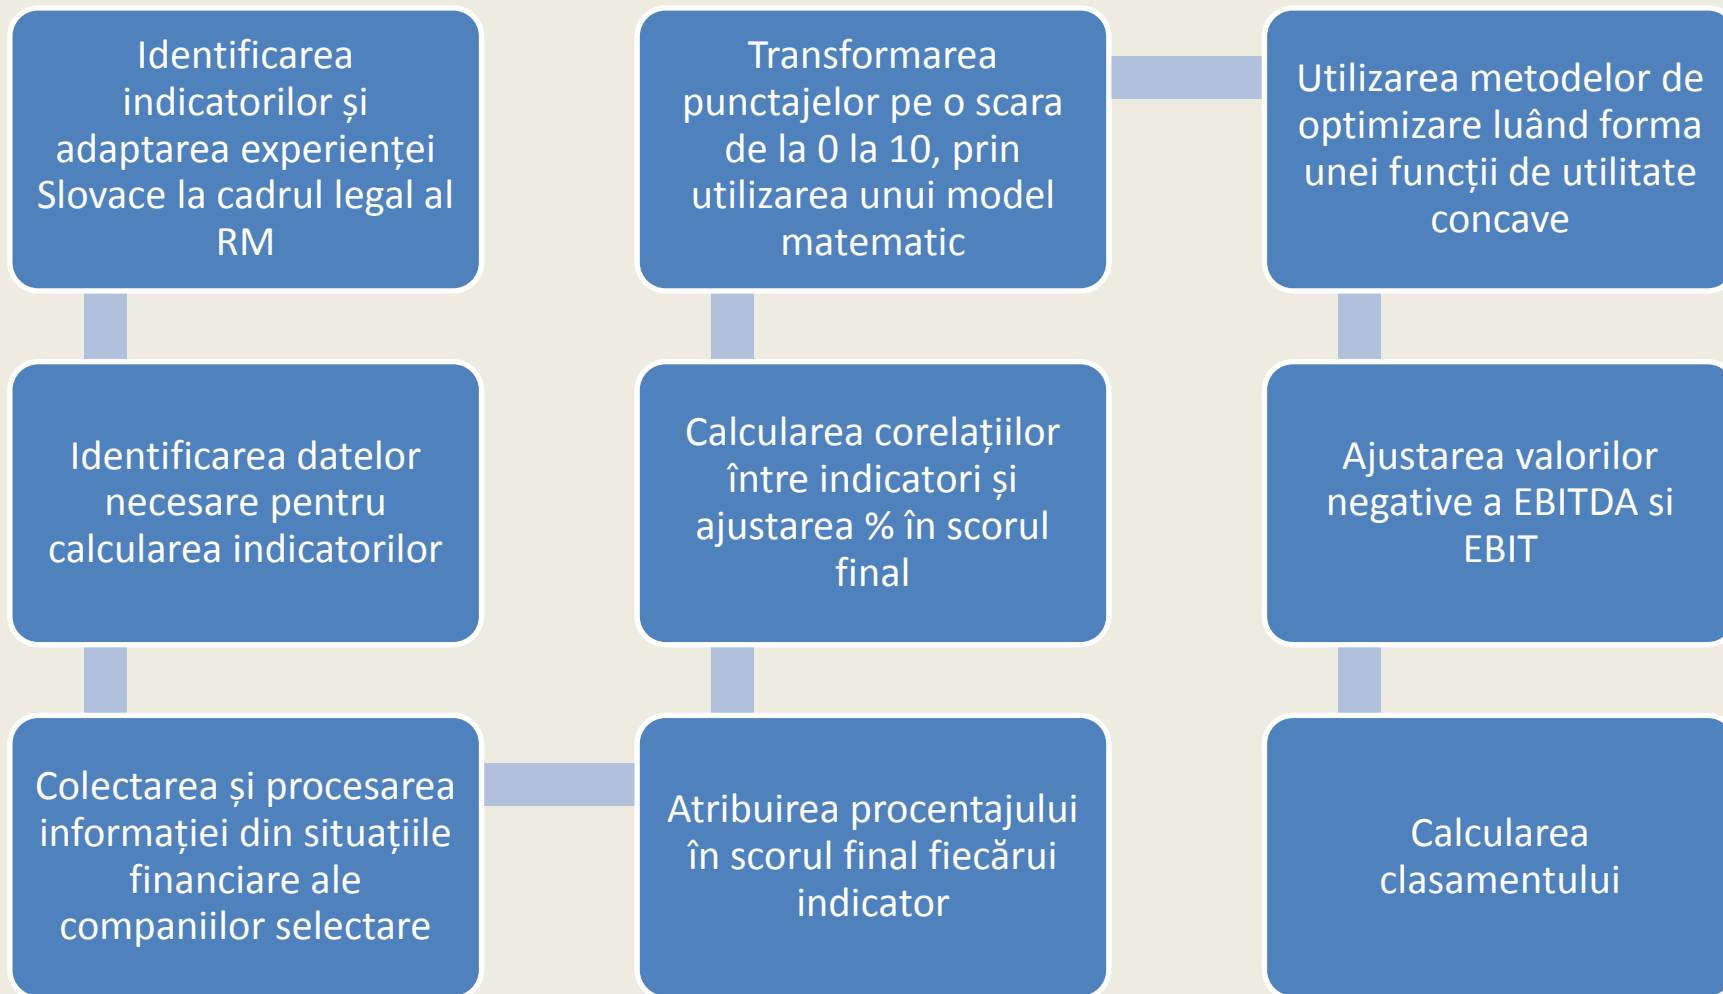 Identificarea
indicatorilor și
adaptarea experienței
Slovace la cadrul legal al
RM
Identificarea datelor
necesare pentru
calcularea indicatorilor
Colectarea și procesarea
informației din situațiile
financiare ale
companiilor selectare
Atribuirea procentajului
în scorul final fiecărui
indicator
Calcularea corelațiilor
între indicatori și
ajustarea % în scorul
final
Transformarea
punctajelor pe o scara
de la 0 la 10, prin
utilizarea unui model
matematic
Utilizarea metodelor de
optimizare luând forma
unei funcții de utilitate
concave
Ajustarea valorilor
negative a EBITDA si
EBIT
Calcularea
clasamentului